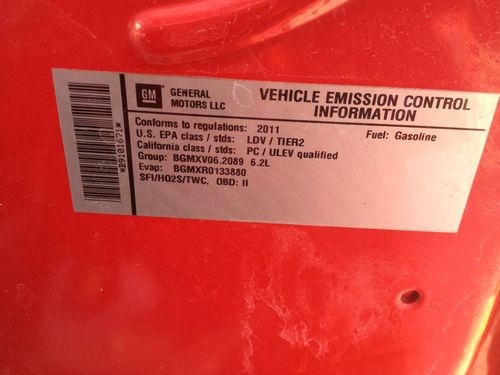 GM
GENERAL
MOTORS LLC
VEHICLE EMISSION CONTROL
INFORMATION
Conforms to regulations: 2011
Fuel: Gasoline
U.S. EPA class / stds: LDV / TIER2
California class / stds: PC / ULEV qualified
Group: BGMXV06.2089 6.2L
Evap: BGMXR0133880
SFI/HO2S/TWC, OBD: II
*B9101671*